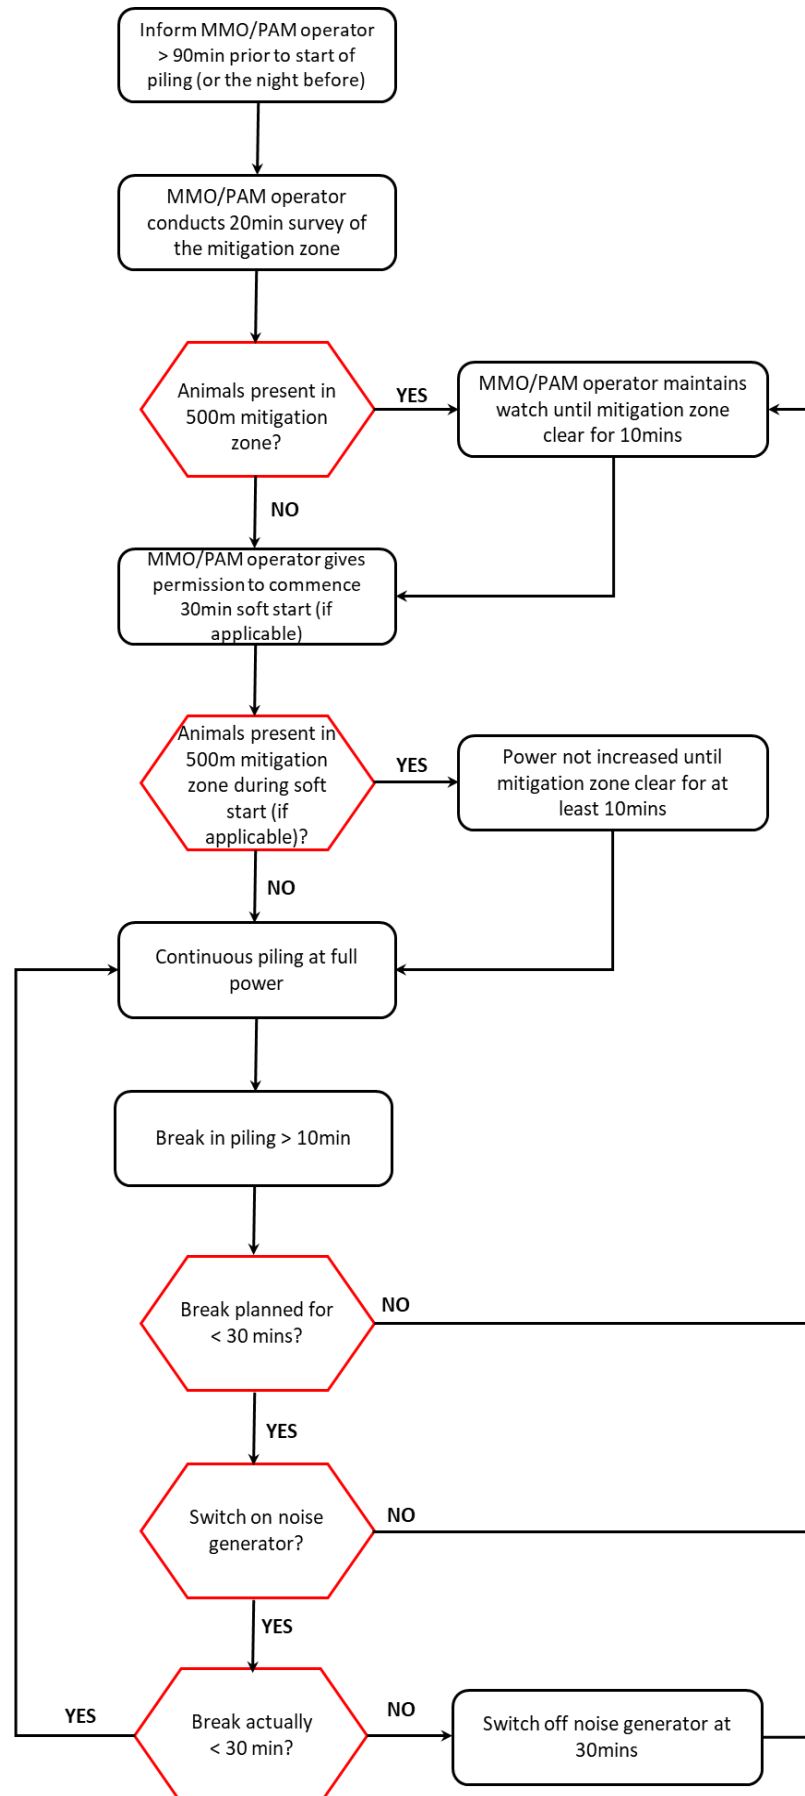 Inform MMO/PAM operator
> 90min prior to start of
piling (or the night before)
MMO/PAM operator
conducts 20min survey of
the mitigation zone
Animals present in
500m mitigation
zone?
YES
MMO/PAM operator maintains
watch until mitigation zone
clear for 10mins
NO
MMO/PAM operator gives
permission to commence
30min soft start (if
applicable)
Animals present in
500m mitigation
zone during soft
start (if
applicable)?
YES
Power not increased until
mitigation zone clear for at
least 10mins
NO
Continuous piling at full
power
Break in piling > 10min
Break planned for
< 30 mins?
NO
YES
Switch on noise
generator?
NO
YES
Break actually
< 30 min?
YES
NO
Switch off noise generator at
30mins